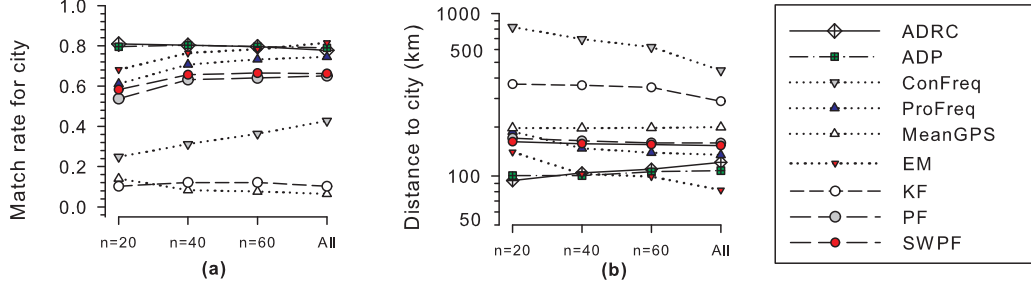 Match rate for city
1.0
0.8
0.6
0.4
0.2
0.0
n=20 n=40 n=60 All
(a)
Distance to city (km)
1000
500
100
50
n=20 n=40 n=60 All
(b)
ADRC
ADP
ConFreq
ProFreq
MeanGPS
EM
KF
PF
SWPF